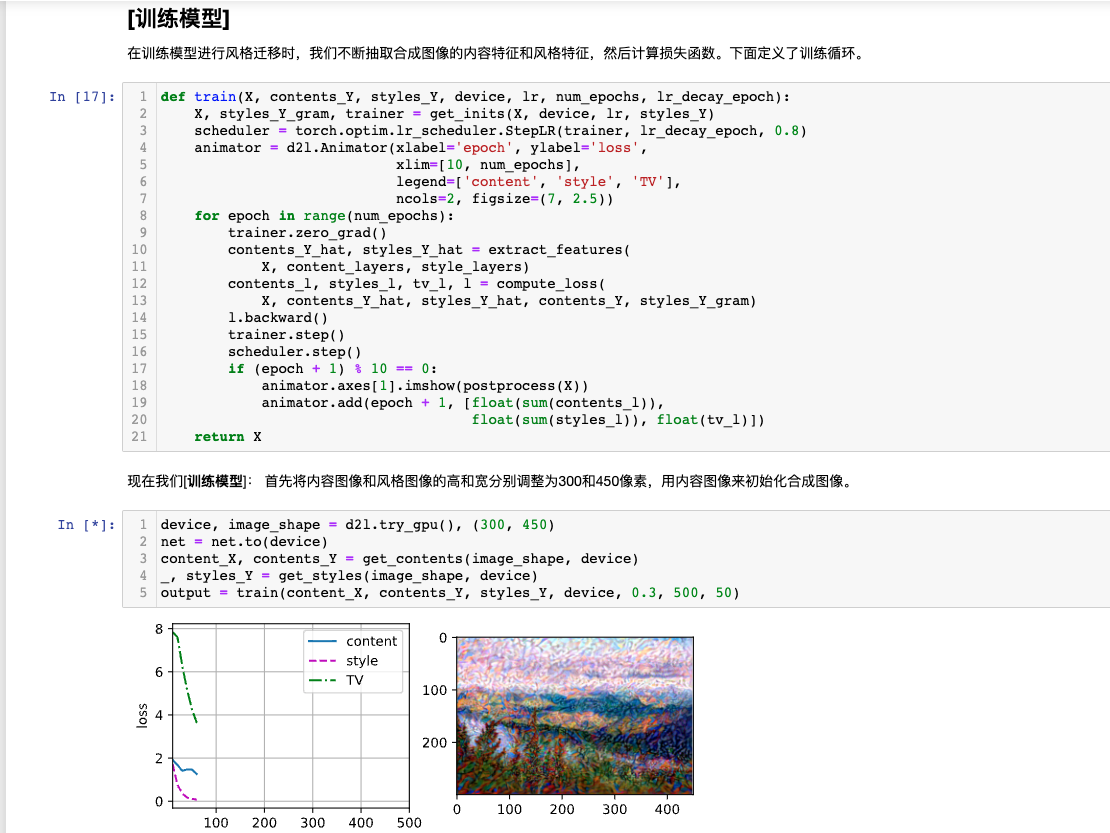 [训练模型]
在训练模型进行风格迁移时，我们不断抽取合成图像的内容特征和风格特征，然后计算损失函数。下面定义了训练循环。
In [17]:
1 def train(X, contents_Y, styles_Y, device, lr, num_epochs, lr_decay_epoch):
2     X, styles_Y_gram, trainer = get_inits(X, device, lr, styles_Y)
3     scheduler = torch.optim.lr_scheduler.StepLR(trainer, lr_decay_epoch, 0.8)
4     animator = d2l.Animator(xlabel='epoch', ylabel='loss',
5                             xlim=[10, num_epochs],
6                             legend=['content', 'style', 'TV'],
7                             ncols=2, figsize=(7, 2.5))
8     for epoch in range(num_epochs):
9         trainer.zero_grad()
10         contents_Y_hat, styles_Y_hat = extract_features(
11             X, content_layers, style_layers)
12         contents_l, styles_l, tv_l, l = compute_loss(
13             X, contents_Y_hat, styles_Y_hat, contents_Y, styles_Y_gram)
14         l.backward()
15         trainer.step()
16         scheduler.step()
17         if (epoch + 1) % 10 == 0:
18             animator.axes[1].imshow(postprocess(X))
19             animator.add(epoch + 1, [float(sum(contents_l)),
20                                      float(sum(styles_l)), float(tv_l)])
21     return X
现在我们[训练模型]： 首先将内容图像和风格图像的高和宽分别调整为300和450像素，用内容图像来初始化合成图像。
In [*]:
1 device, image_shape = d2l.try_gpu(), (300, 450)
2 net = net.to(device)
3 content_X, contents_Y = get_contents(image_shape, device)
4 _, styles_Y = get_styles(image_shape, device)
5 output = train(content_X, contents_Y, styles_Y, device, 0.3, 500, 50)
8
6
4
2
0
loss
content
style
TV
100 200 300 400 500
0
100
200
0 100 200 300 400